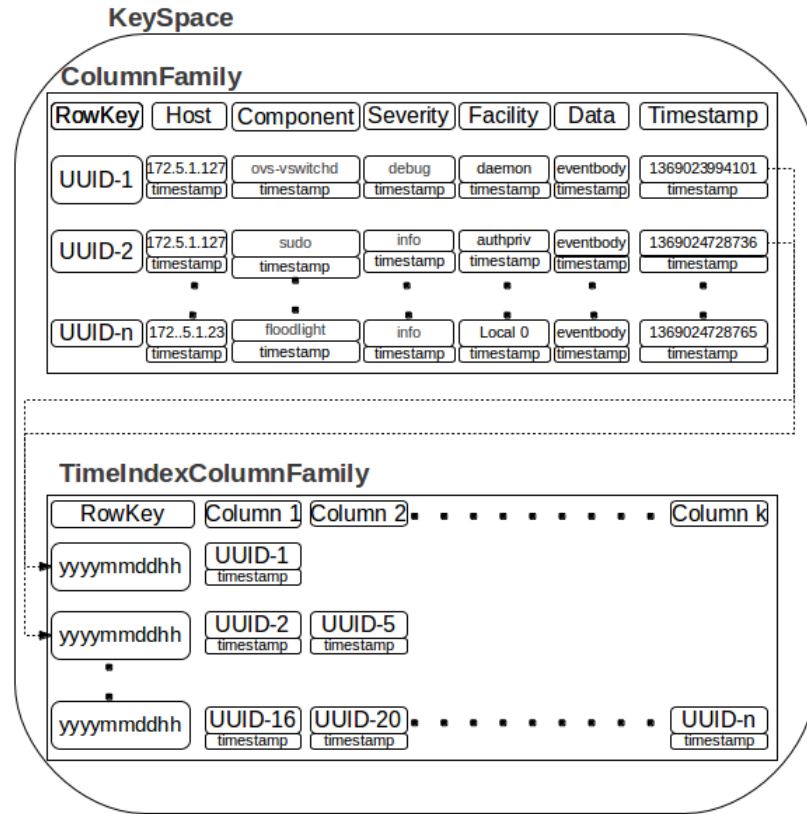 KeySpace
ColumnFamily
RowKey Host Component Severity Facility Data Timestamp
UUID-1 172.5.1.127 ovs-vswitchd debug daemon eventbody 1369023994101
timestamp timestamp timestamp timestamp timestamp timestamp
UUID-2 172.5.1.127 sudo info authpriv eventbody 1369024728736
timestamp timestamp timestamp timestamp timestamp timestamp
UUID-n 172..5.1.23 floodlight info Local 0 eventbody 1369024728765
timestamp timestamp timestamp timestamp timestamp timestamp
TimeIndexColumnFamily
RowKey Column 1 Column 2 Column k
yyyymmddhh UUID-1
timestamp
yyyymmddhh UUID-2 UUID-5
timestamp timestamp
yyyymmddhh UUID-16 UUID-20 UUID-n
timestamp timestamp timestamp